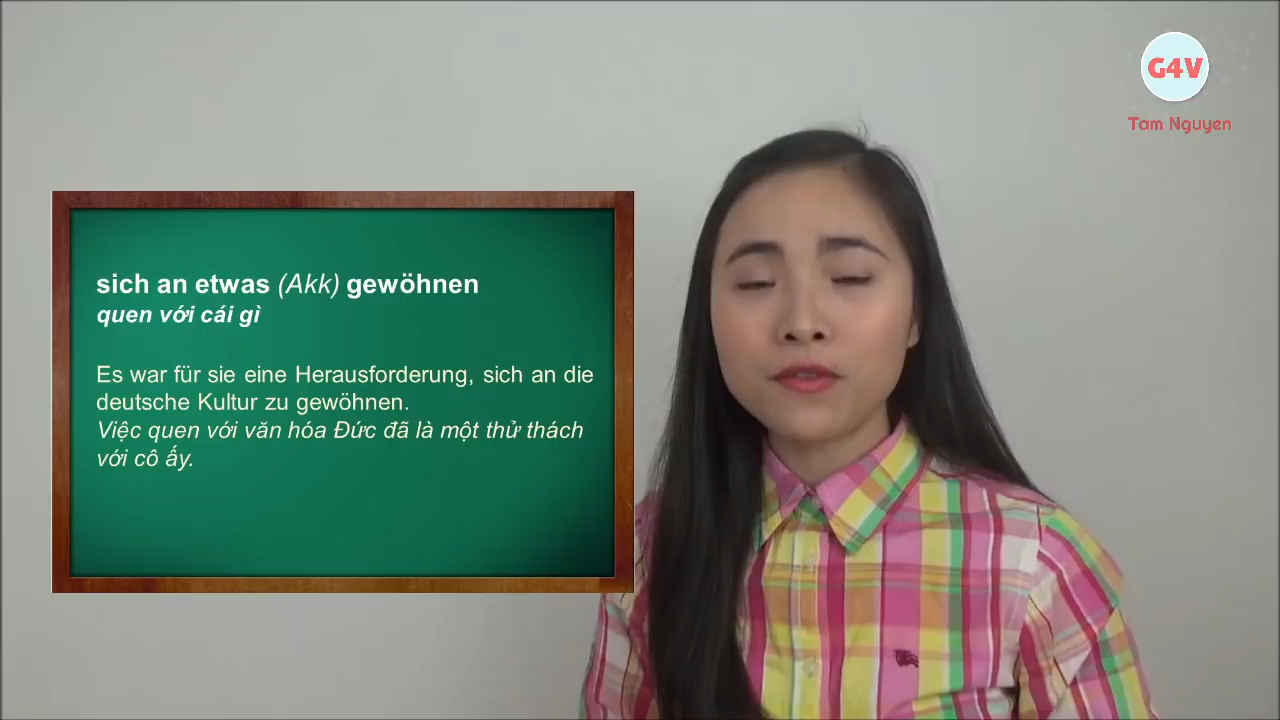 G4V
Tam Nguyen
sich an etwas (Akk) gewöhnen
quen với cái gì
Es war für sie eine Herausforderung, sich an die
deutsche Kultur zu gewöhnen.
Việc quen với văn hóa Đức đã là một thử thách
với cô ấy.